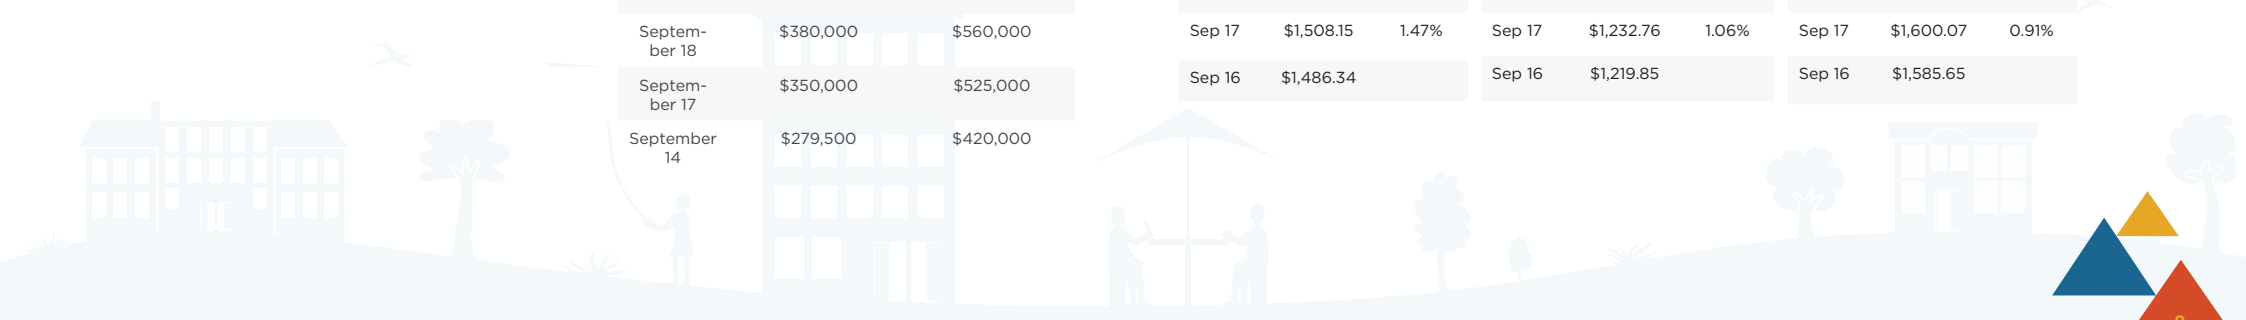 Septem- $380,000 $560,000
ber 18
Septem- $350,000 $525,000
ber 17
September $279,500 $420,000
14
Sep 17 $1,508.15 1.47%
Sep 16 $1,486.34
Sep 17 $1,232.76 1.06%
Sep 16 $1,219.85
Sep 17 $1,600.07 0.91%
Sep 16 $1,585.65